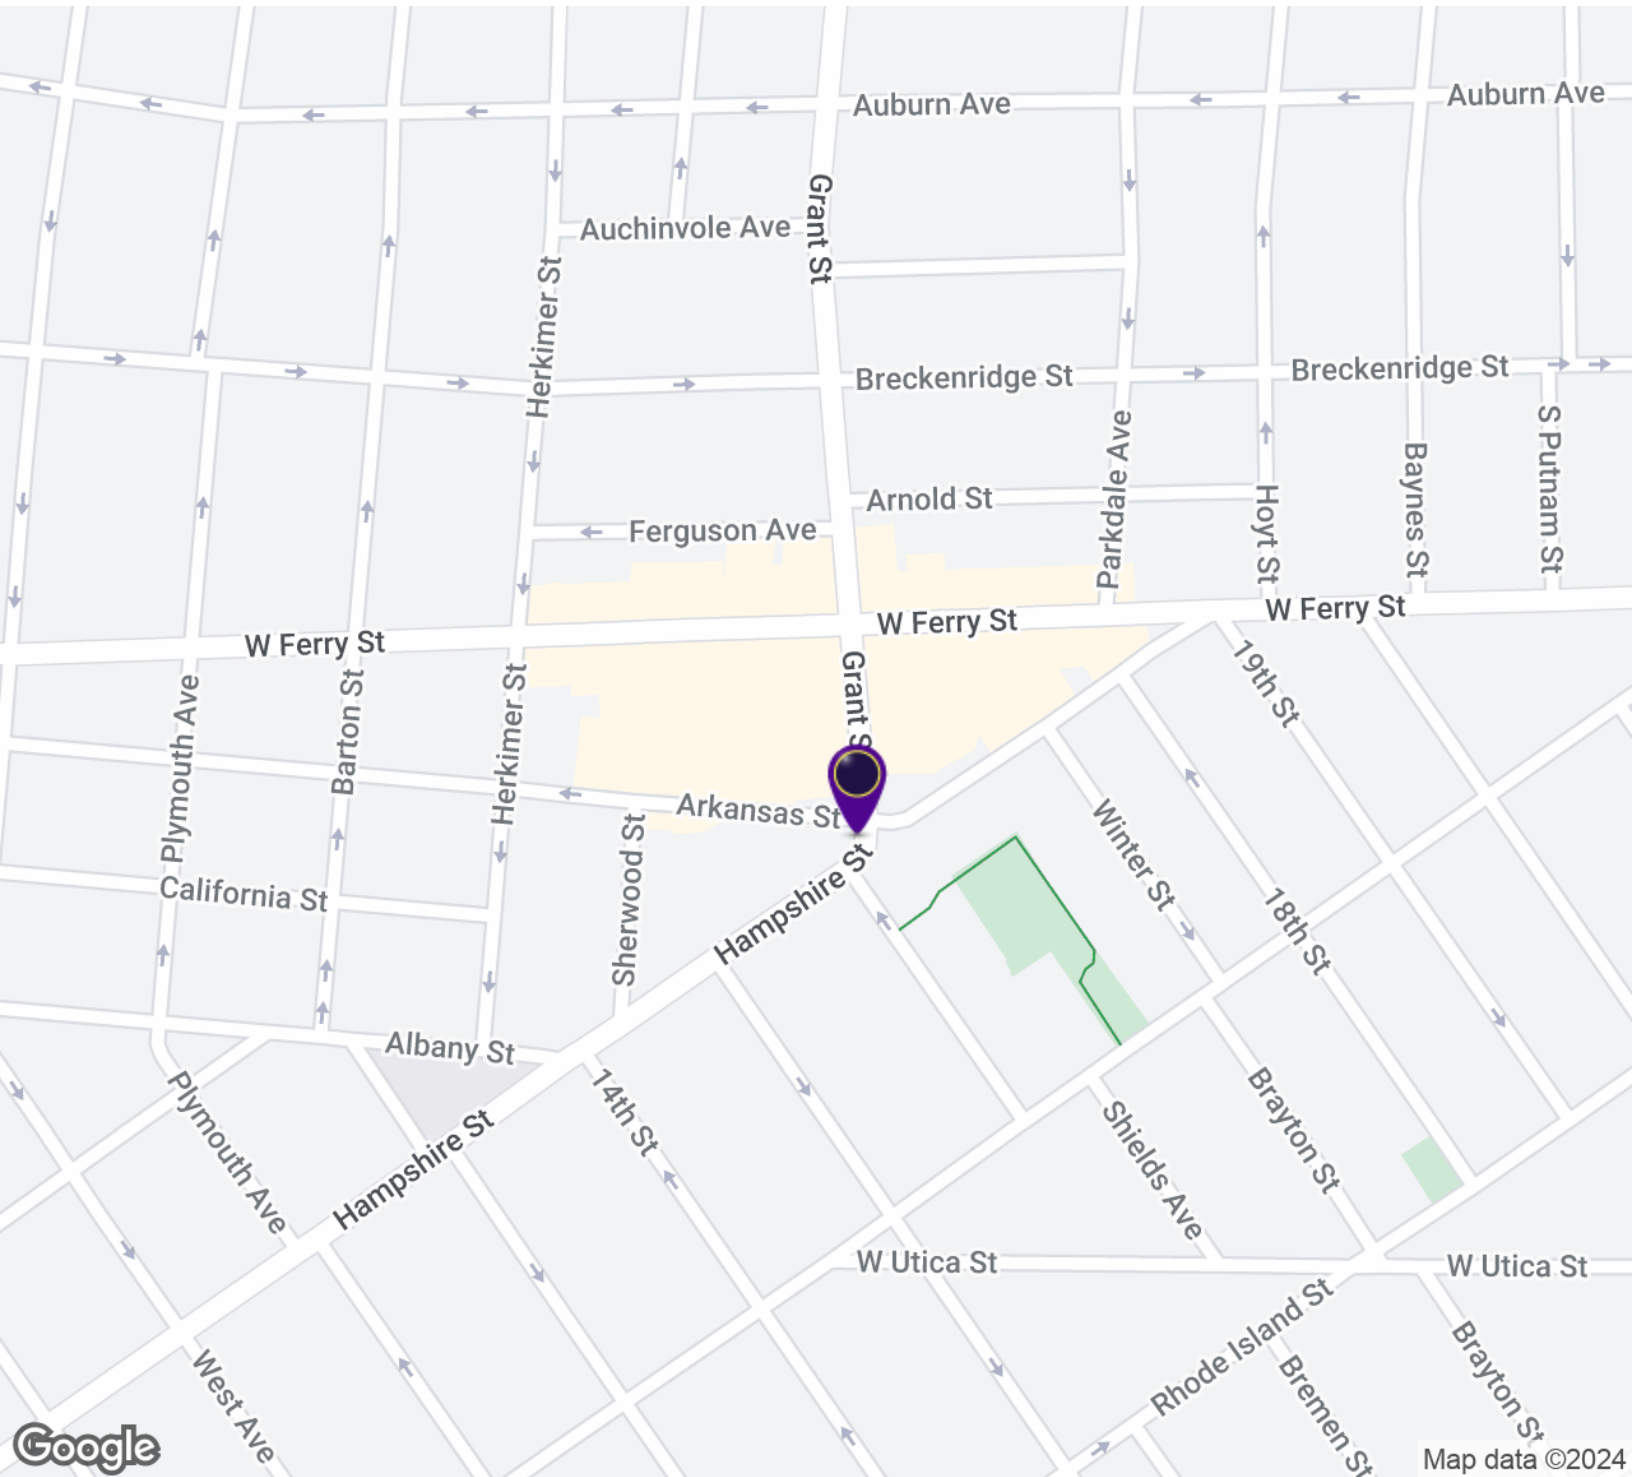 Auburn Ave
Auburn Ave
Grant St
Auchinvole Ave
Herkimer St
Breckenridge St
Breckenridge St
Parkdale Ave
S Putnam St
Baynes St
Hoyt St
Arnold St
Ferguson Ave
W Ferry St
W Ferry St
W Ferry St
Grant S
19th St
Plymouth Ave
Barton St
Herkimer St
Arkansas St
Sherwood St
Winter St
Hampshire St
California St
18th St
Albany St
Plymouth Ave
14th St
Hampshire St
Brayton St
Shields Ave
W Utica St
W Utica St
Rhode Island St
Brayton St
Bremen St
West Ave
Google
Map data ©2024